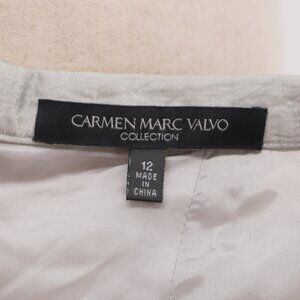 CARMEN MARC VALVO
COLLECTION
12
MADE
IN
CHINA